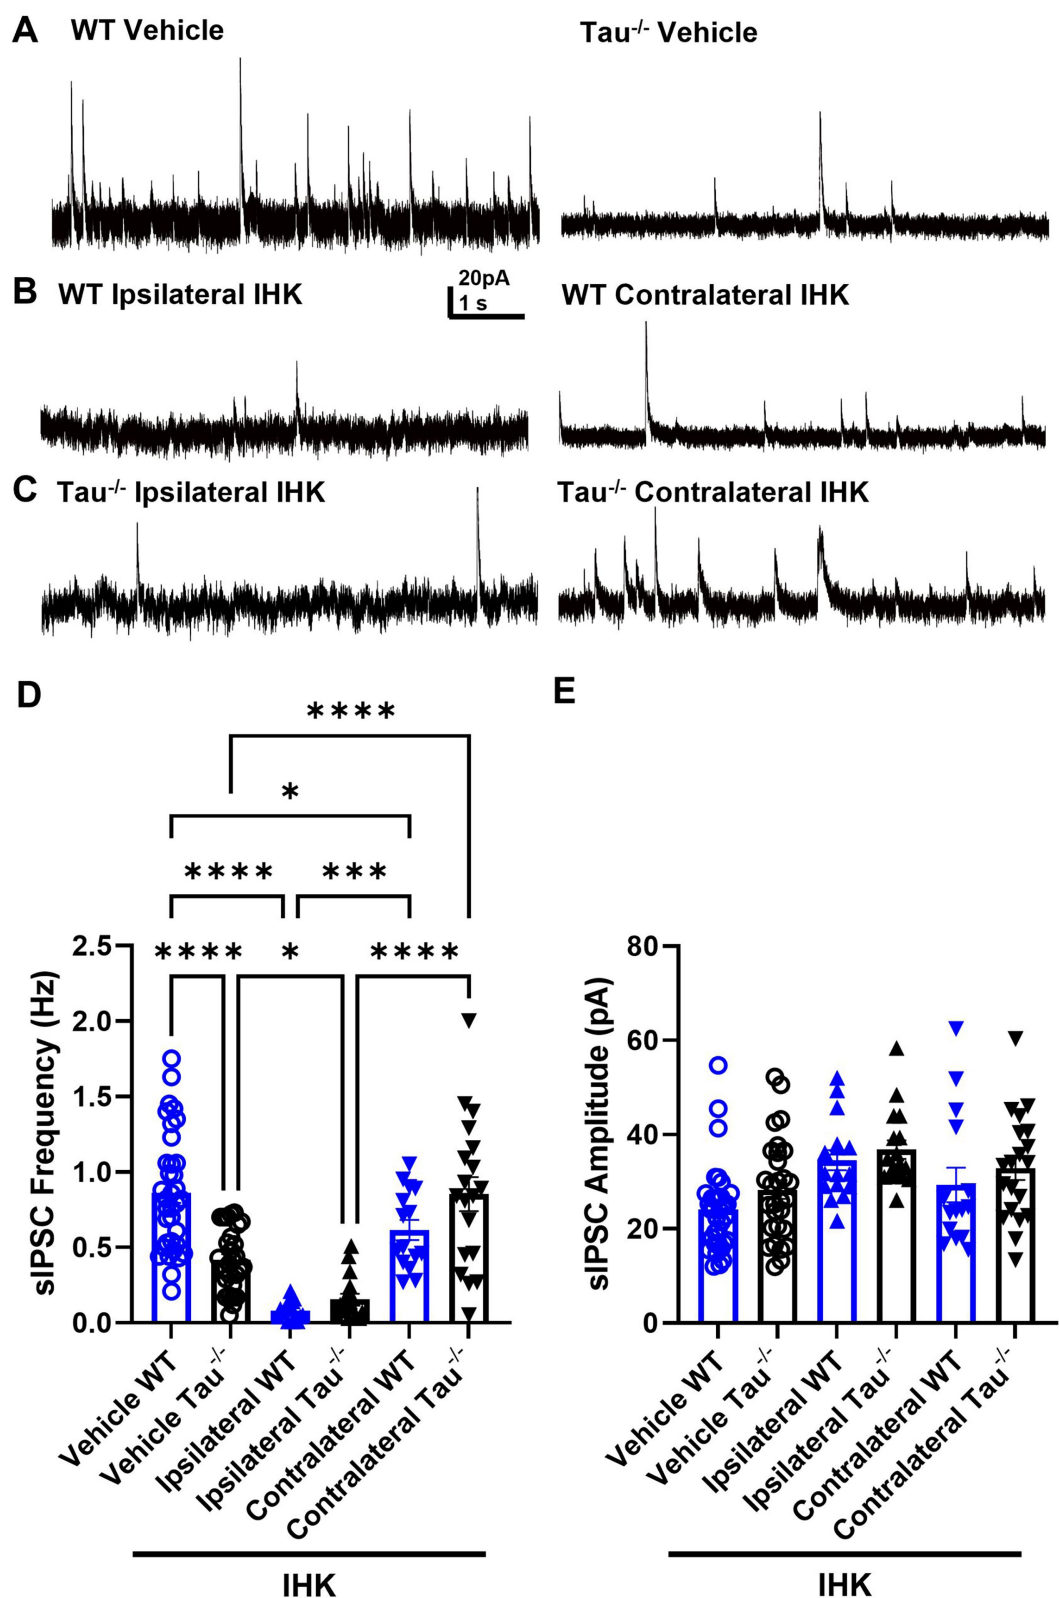 A WT Vehicle Tau-/- Vehicle
20pA
1 s
B WT Ipsilateral IHK WT Contralateral IHK
C Tau-/- Ipsilateral IHK Tau-/- Contralateral IHK
D E
****
*
**** ***
**** * ****
sIPSC Frequency (Hz)
2.5
2.0
1.5
1.0
0.5
0.0
Vehicle WT
Vehicle Tau-/-
Ipsilateral WT
Ipsilateral Tau-/-
Contralateral WT
Contralateral Tau-/-
IHK
sIPSC Amplitude (pA)
80
60
40
20
0
Vehicle WT
Vehicle Tau-/-
Ipsilateral WT
Ipsilateral Tau-/-
Contralateral WT
Contralateral Tau-/-
IHK